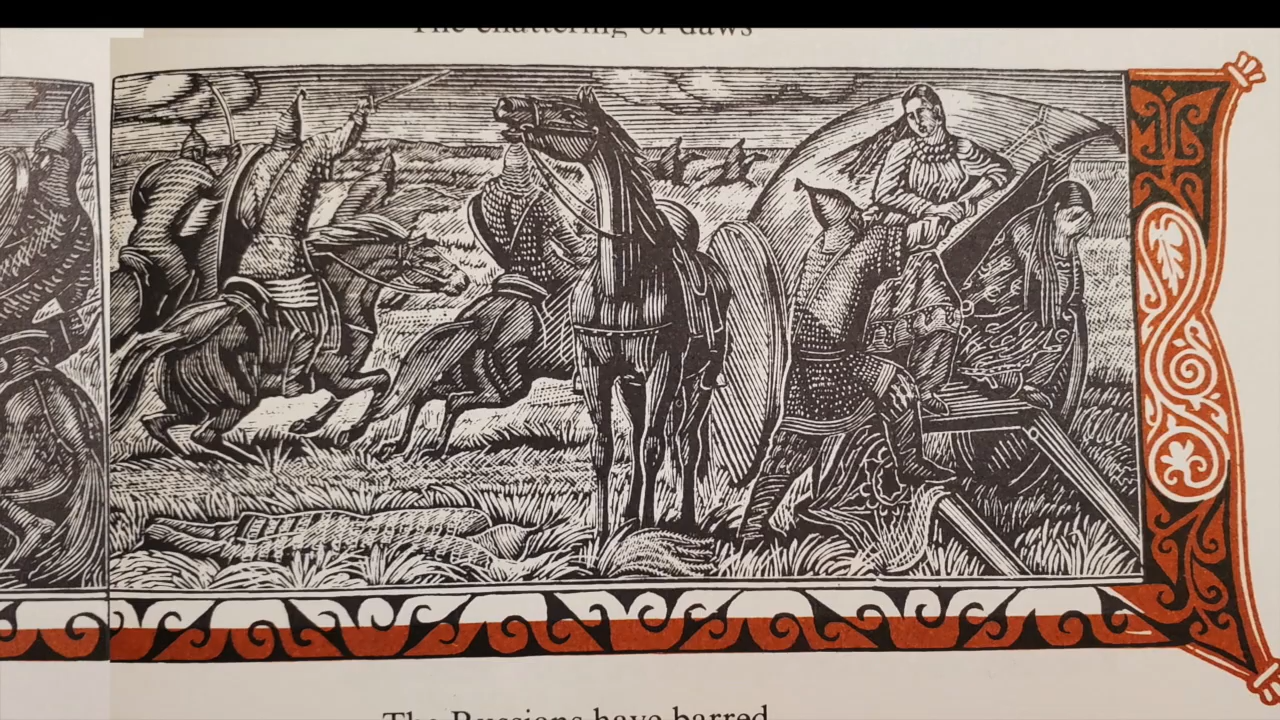 The chattering of daws
The Russians have barred